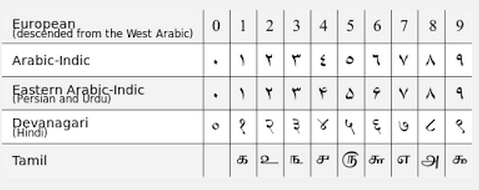 European 0 1 2 3 4 5 6 7 8 9
(descended from the West Arabic)
Arabic-Indic ٠ ١ ٢ ٣ ٤ ٥ ٦ ٧ ٨ ٩
Eastern Arabic-Indic ۰ ۱ ۲ ۳ ۴ ۵ ۶ ۷ ۸ ۹
(Persian and Urdu)
Devanagari ० १ २ ३ ४ ५ ६ ७ ८ ९
(Hindi)
Tamil ௧ ௨ ௩ ௪ ௫ ௬ ௭ ௮ ௯